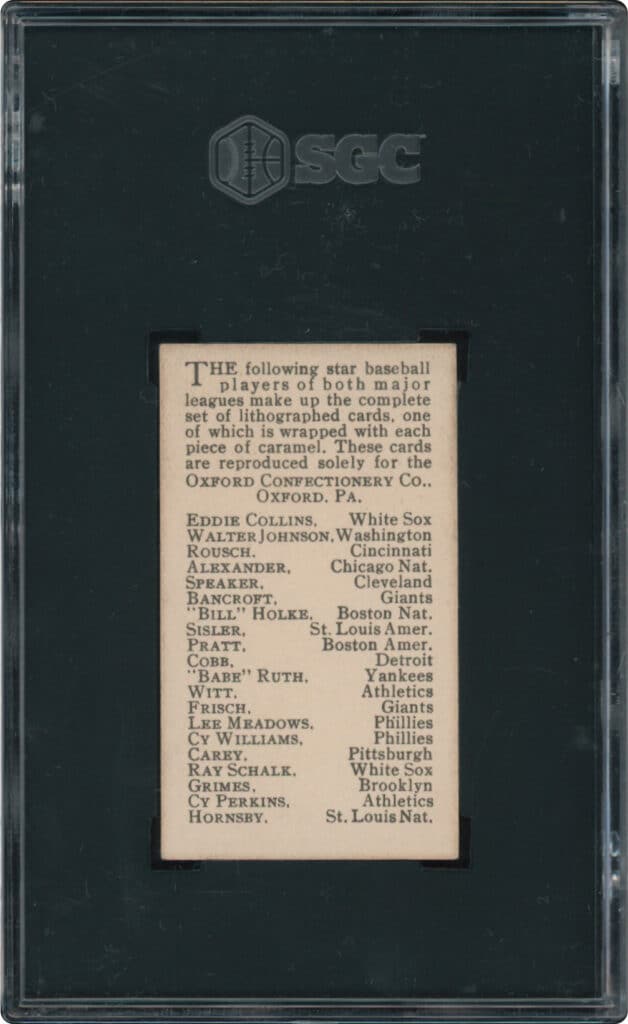 SGC
THE following star baseball
players of both major
leagues make up the complete
set of lithographed cards, one
of which is wrapped with each
piece of caramel. These cards
are reproduced solely for the
OXFORD CONFECTIONERY CO.,
OXFORD, PA.
EDDIE COLLINS, White Sox
WALTER JOHNSON, Washington
ROUSCH, Cincinnati
ALEXANDER, Chicago Nat.
SPEAKER, Cleveland
BANCROFT, Giants
"BILL" HOLKE, Boston Nat.
SISLER, St. Louis Amer.
PRATT, Boston Amer.
COBB, Detroit
"BABE" RUTH, Yankees
WITT, Athletics
FRISCH, Giants
LEE MEADOWS, Phillies
CY WILLIAMS, Phillies
CAREY, Pittsburgh
RAY SCHALK, White Sox
GRIMES, Brooklyn
CY PERKINS, Athletics
HORNSBY, St. Louis Nat.